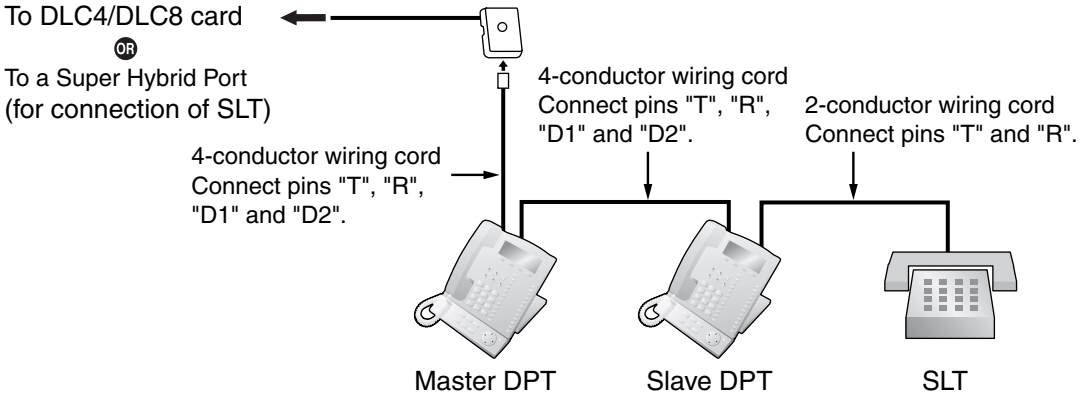 To DLC4/DLC8 card
OR
To a Super Hybrid Port
(for connection of SLT)
4-conductor wiring cord
Connect pins "T", "R",
"D1" and "D2".
4-conductor wiring cord
Connect pins "T", "R",
"D1" and "D2".
2-conductor wiring cord
Connect pins "T" and "R".
Master DPT
Slave DPT
SLT